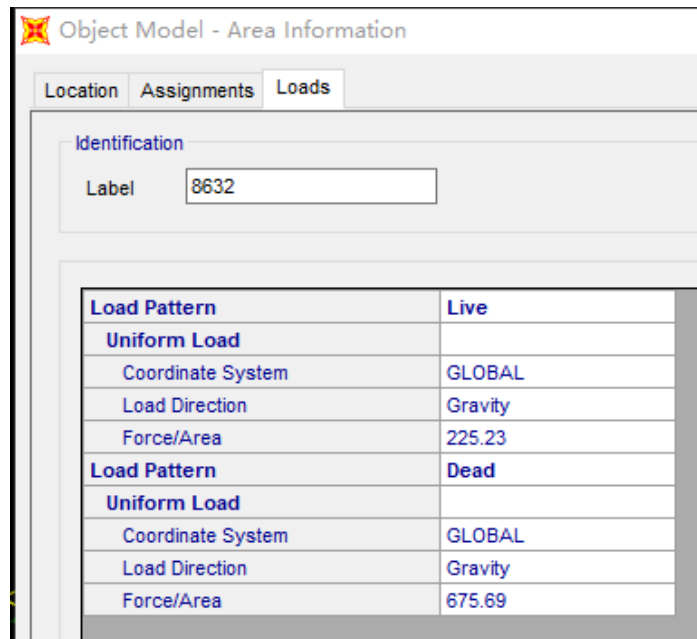 Object Model - Area Information
Location Assignments Loads
Identification
Label 8632
Load Pattern Live
Uniform Load
Coordinate System GLOBAL
Load Direction Gravity
Force/Area 225.23
Load Pattern Dead
Uniform Load
Coordinate System GLOBAL
Load Direction Gravity
Force/Area 675.69